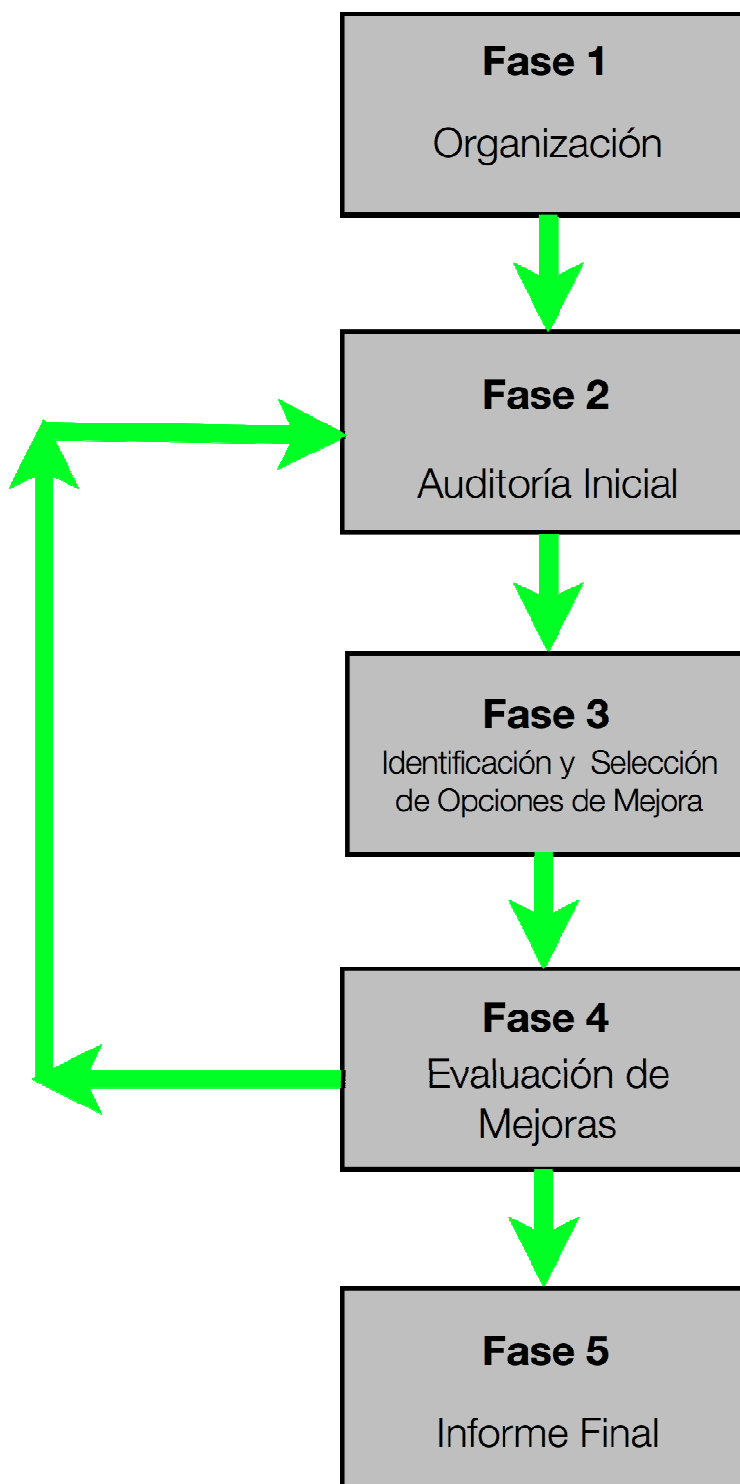 Fase 1
Organización
Fase 2
Auditoría Inicial
Fase 3
Identificación y Selección
de Opciones de Mejora
Fase 4
Evaluación de
Mejoras
Fase 5
Informe Final